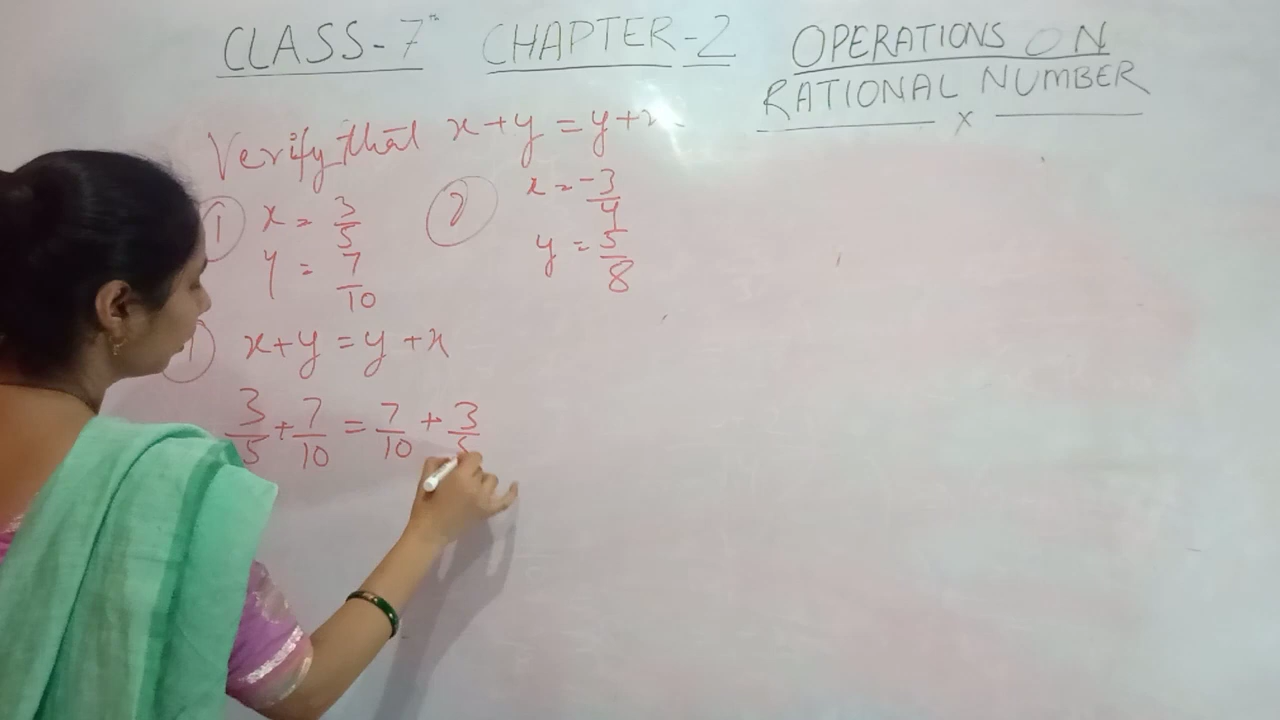 CLASS-7th CHAPTER-2 OPERATIONS ON
RATIONAL NUMBER
x
Verify that x+y = y+x
① x = 3/5
y = 7/10
② x = -3/4
y = 5/8
① x+y = y+x
3/5 + 7/10 = 7/10 + 3/5